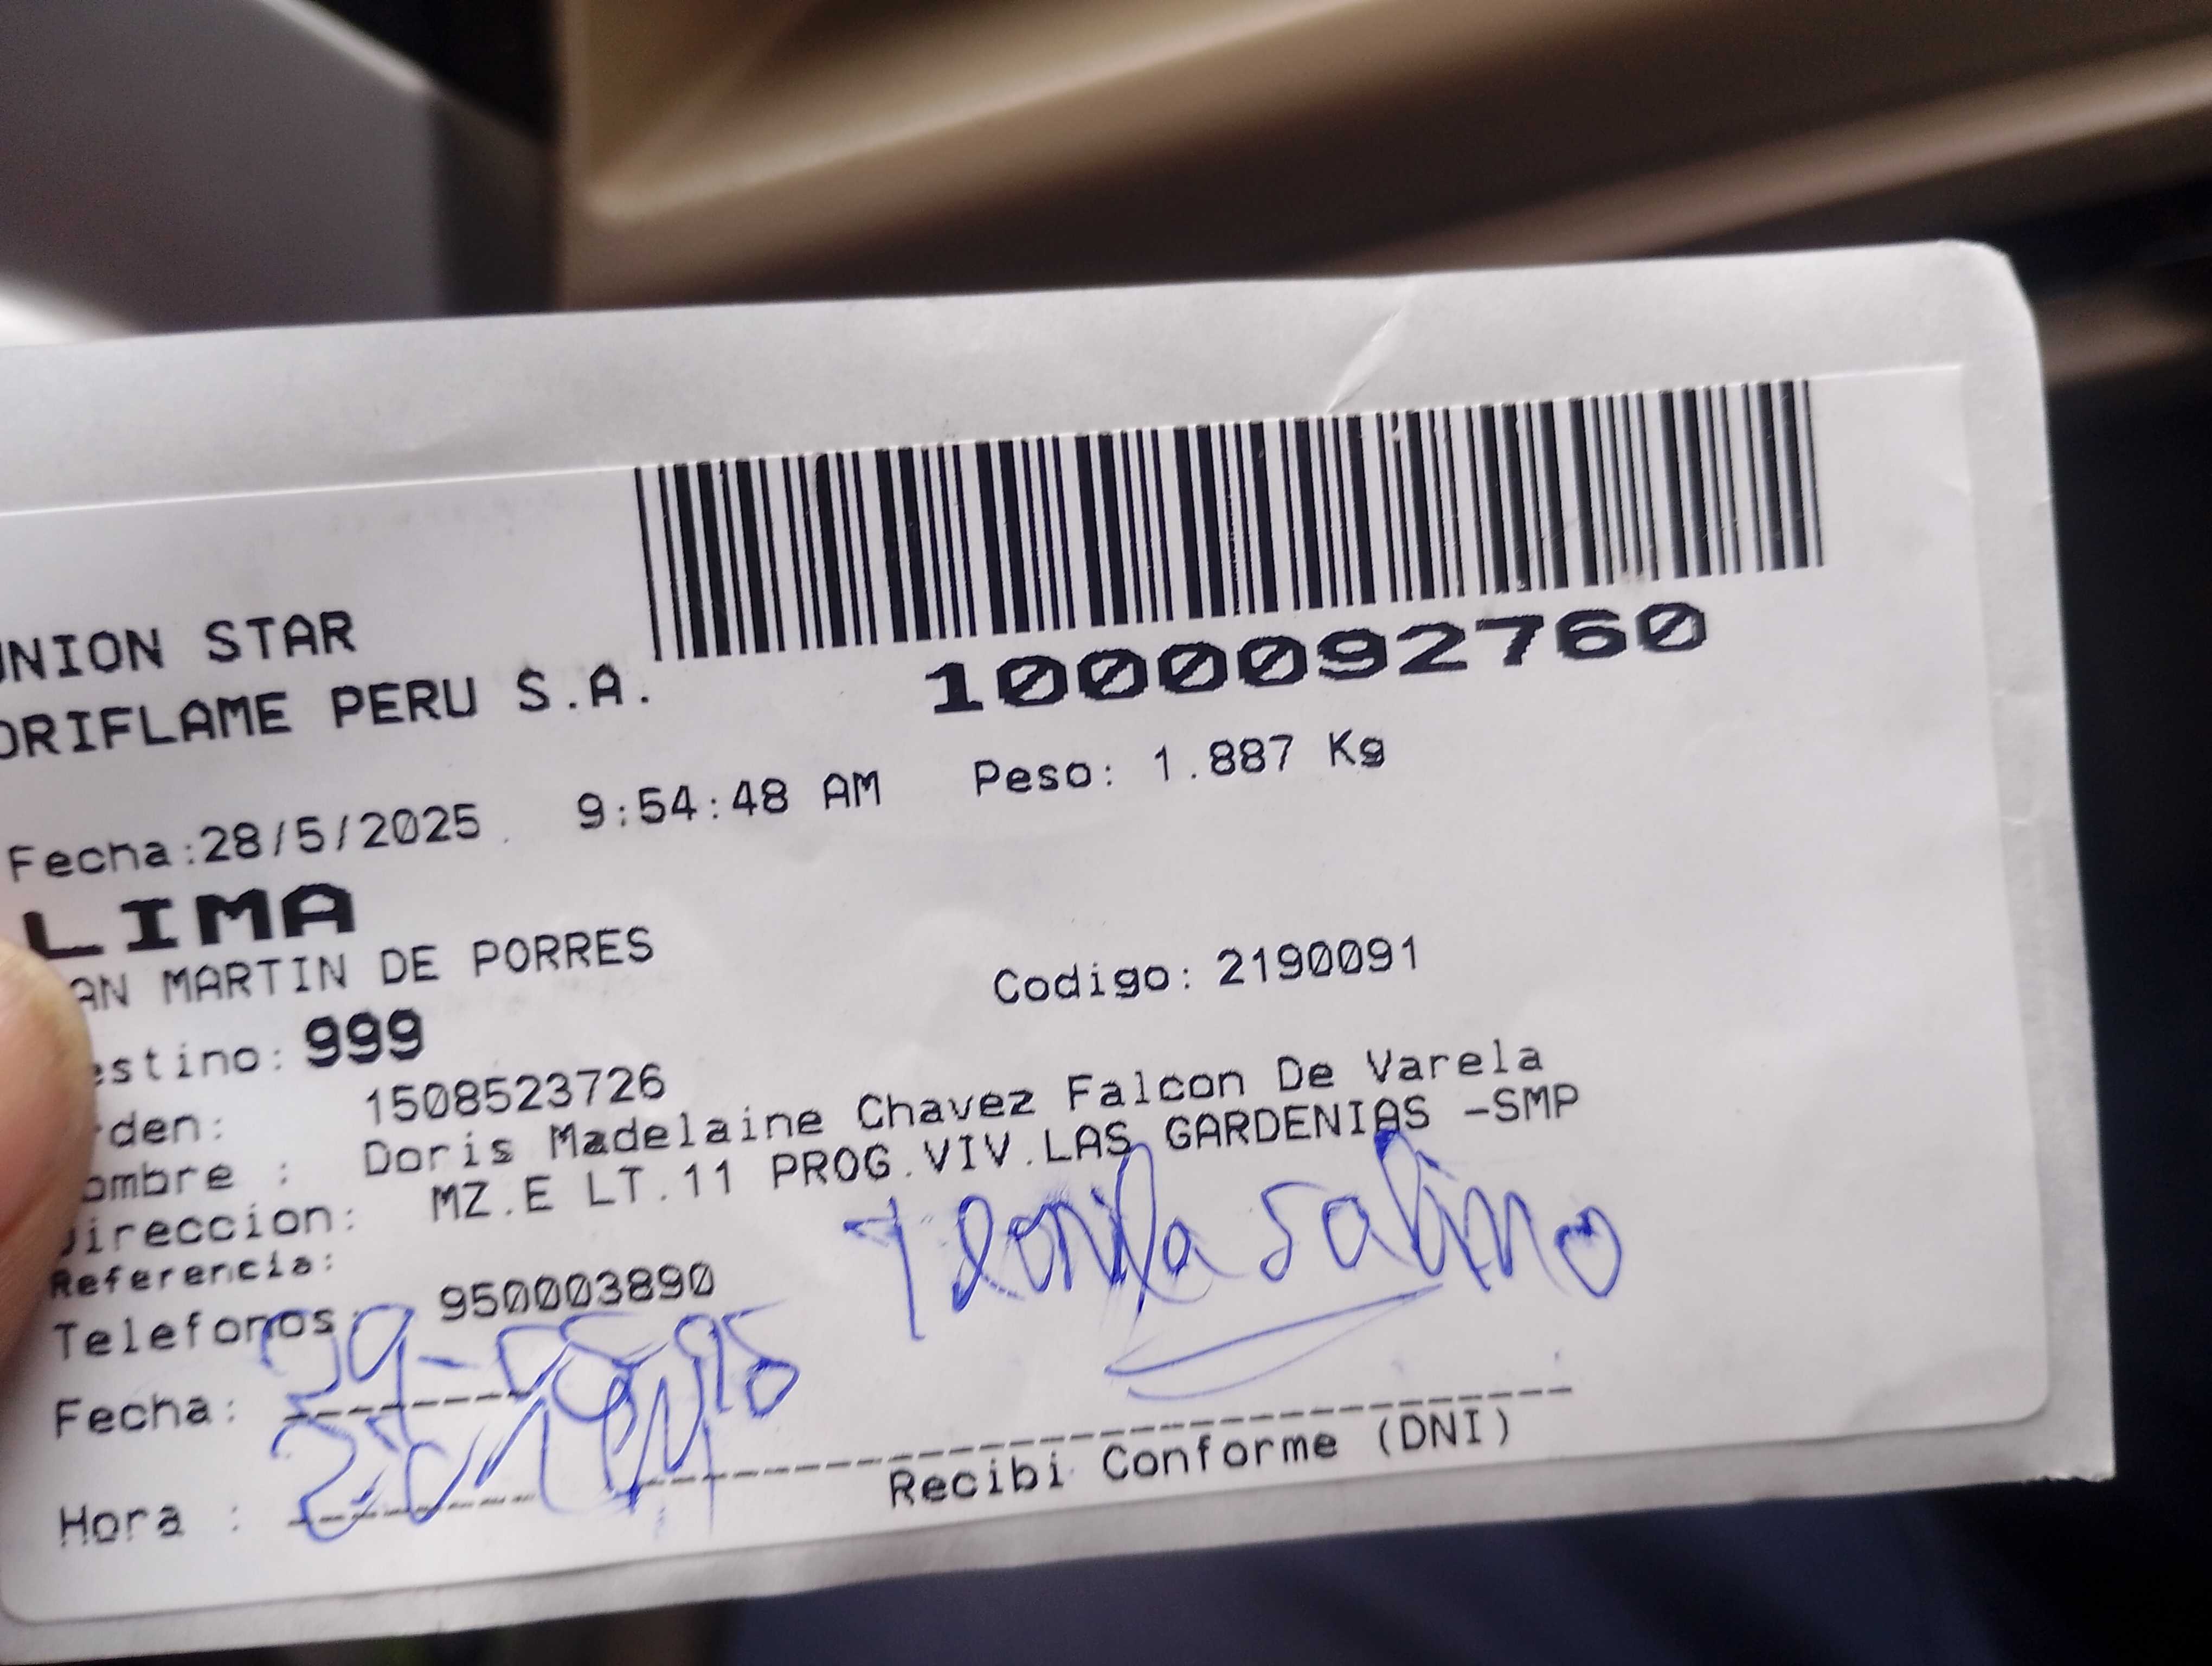 UNION STAR
ORIFLAME PERU S.A.
1000092760
Fecha:28/5/2025 9:54:48 AM Peso: 1.887 Kg
LIMA
AN MARTIN DE PORRES
Codigo: 2190091
estino: 999
rden: 1508523726
ombre : Doris Madelaine Chavez Falcon De Varela
Direccion: MZ.E LT.11 PROG.VIV.LAS GARDENIAS -SMP
Referencia:
Telefonos: 950003890
Fecha:
Hora :
Recibi Conforme (DNI)